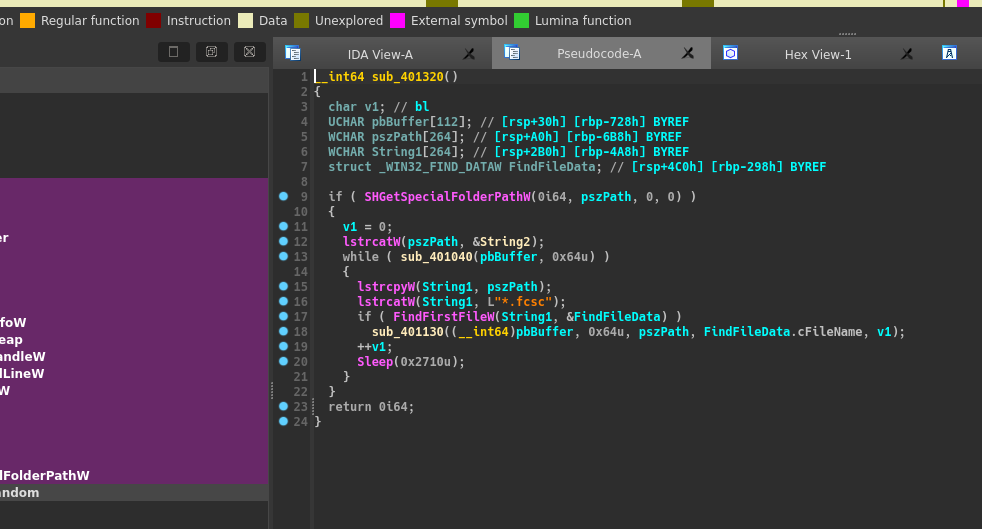 on Regular function Instruction Data Unexplored External symbol Lumina function
IDA View-A Pseudocode-A Hex View-1 A
1 __int64 sub_401320()
2 {
3 char v1; // bl
4 UCHAR pbBuffer[112]; // [rsp+30h] [rbp-728h] BYREF
5 WCHAR pszPath[264]; // [rsp+A0h] [rbp-6B8h] BYREF
6 WCHAR String1[264]; // [rsp+2B0h] [rbp-4A8h] BYREF
7 struct _WIN32_FIND_DATAW FindFileData; // [rsp+4C0h] [rbp-298h] BYREF
8
9 if ( SHGetSpecialFolderPathW(0i64, pszPath, 0, 0) )
10 {
11 v1 = 0;
12 lstrcatW(pszPath, &String2);
13 while ( sub_401040(pbBuffer, 0x64u) )
14 {
15 lstrcpyW(String1, pszPath);
16 lstrcatW(String1, L"*.fcsc");
17 if ( FindFirstFileW(String1, &FindFileData) )
18 sub_401130((__int64)pbBuffer, 0x64u, pszPath, FindFileData.cFileName, v1);
19 ++v1;
20 Sleep(0x2710u);
21 }
22 }
23 return 0i64;
24 }
er
foW
eap
andleW
dLineW
W
lFolderPathW
andom